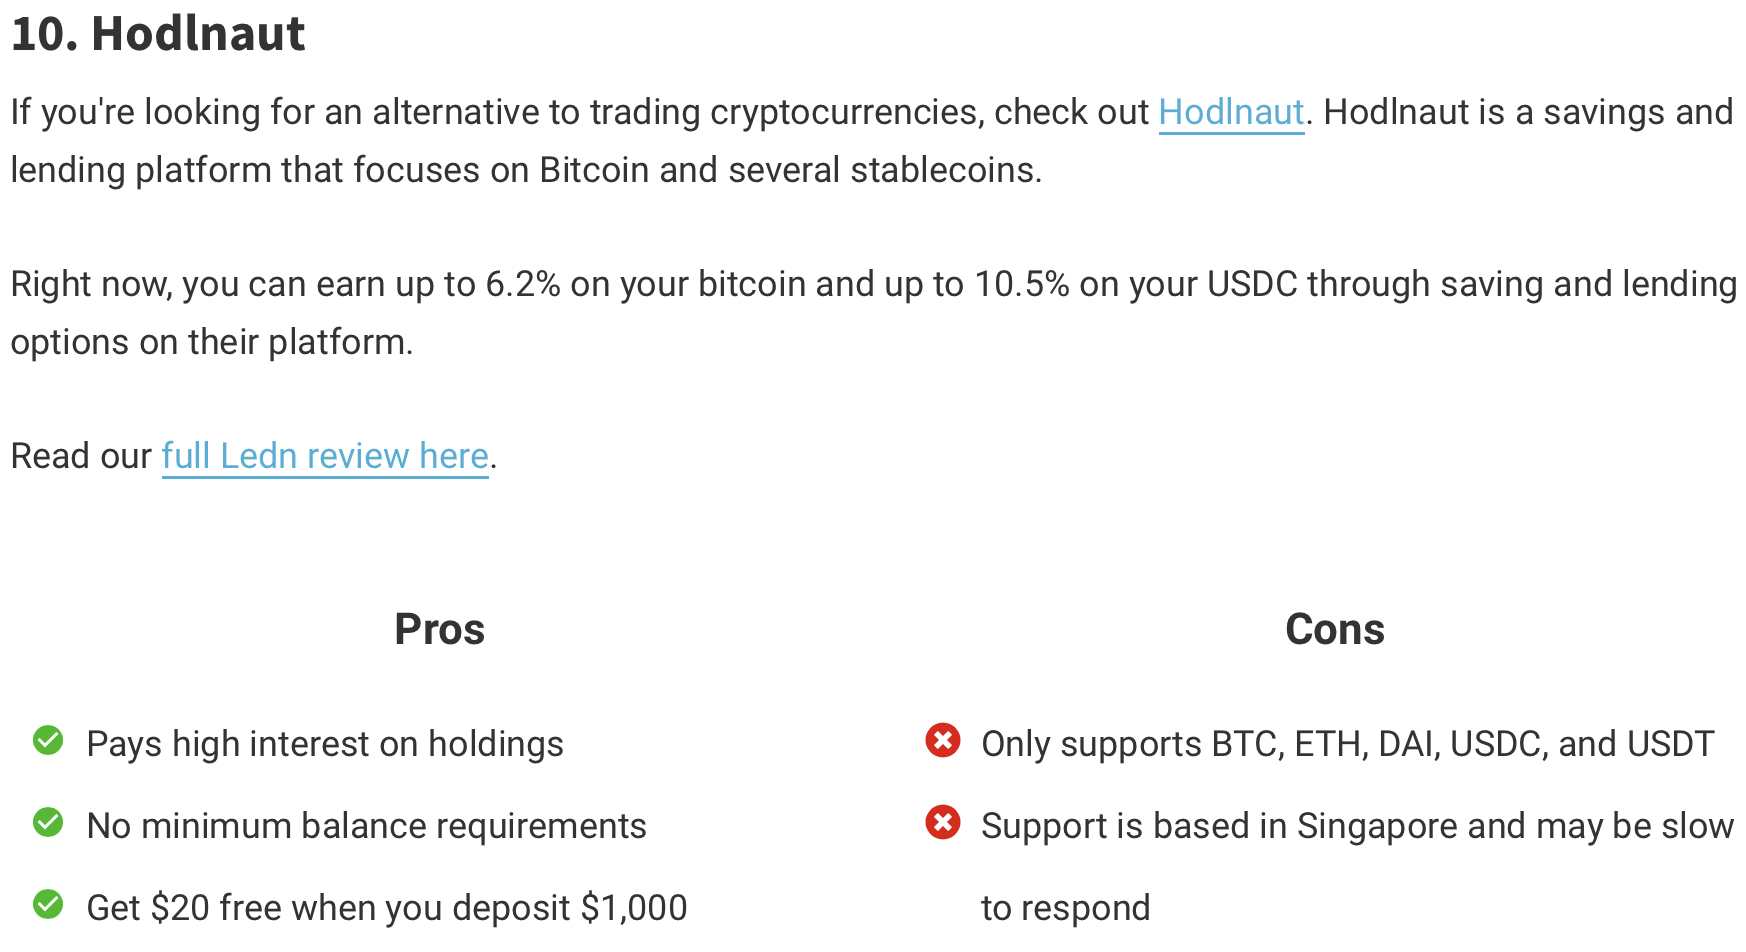 10. Hodlnaut
If you're looking for an alternative to trading cryptocurrencies, check out Hodlnaut. Hodlnaut is a savings and
lending platform that focuses on Bitcoin and several stablecoins.
Right now, you can earn up to 6.2% on your bitcoin and up to 10.5% on your USDC through saving and lending
options on their platform.
Read our full Ledn review here.
Pros
Pays high interest on holdings
No minimum balance requirements
Get $20 free when you deposit $1,000
Cons
Only supports BTC, ETH, DAI, USDC, and USDT
Support is based in Singapore and may be slow
to respond